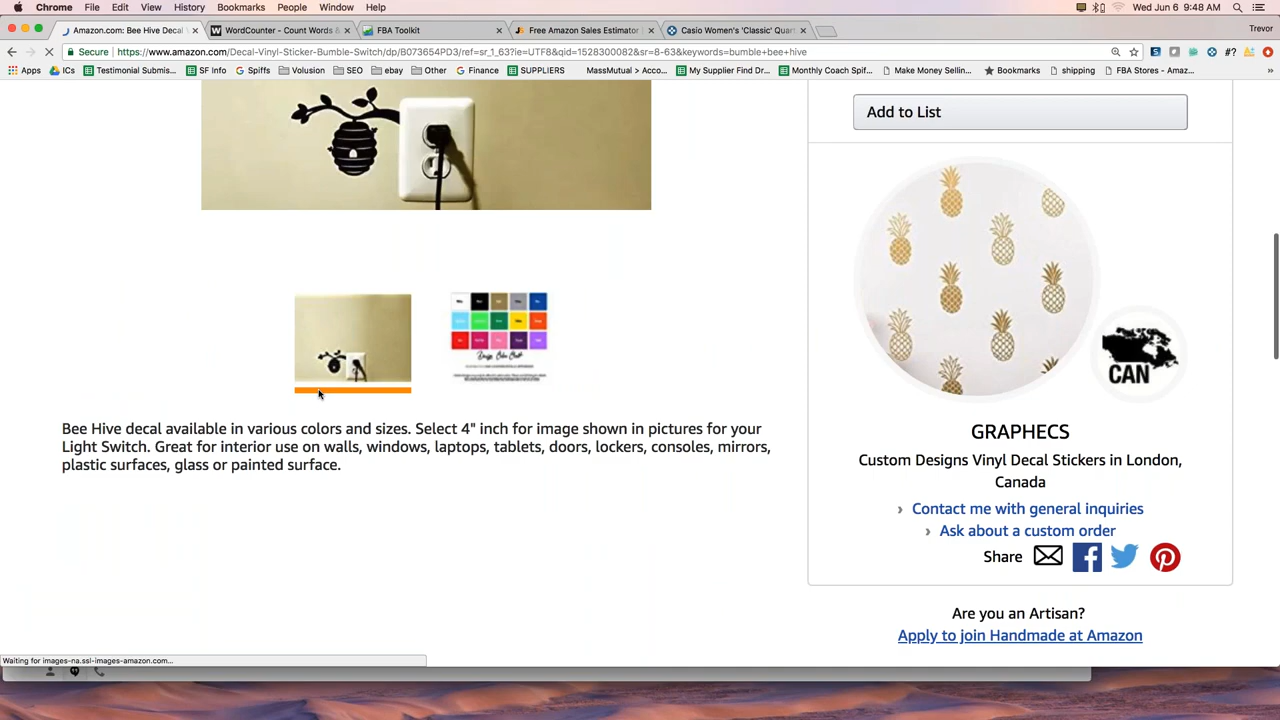 Chrome File Edit View History Bookmarks People Window Help
Wed Jun 6 9:48 AM
Trevor
Amazon.com: Bee Hive Decal
WordCounter - Count Words &
FBA Toolkit
Free Amazon Sales Estimator
Casio Women's 'Classic' Quar
Secure https://www.amazon.com/Decal-Vinyl-Sticker-Bumble-Switch/dp/B073654PD3/ref=sr_1_63?ie=UTF8&qid=1528300082&sr=8-63&keywords=bumble+bee+hive
Apps ICs Testimonial Submis... SF Info Spiffs Volusion SEO ebay Other Finance SUPPLIERS MassMutual > Acco... My Supplier Find Dr... Monthly Coach Spif... Make Money Sellin... Bookmarks shipping FBA Stores - Amaz...
Add to List
CAN
Bee Hive decal available in various colors and sizes. Select 4" inch for image shown in pictures for your
Light Switch. Great for interior use on walls, windows, laptops, tablets, doors, lockers, consoles, mirrors,
plastic surfaces, glass or painted surface.
GRAPHECS
Custom Designs Vinyl Decal Stickers in London,
Canada
› Contact me with general inquiries
› Ask about a custom order
Share
Are you an Artisan?
Apply to join Handmade at Amazon
Waiting for images-na.ssl-images-amazon.com...